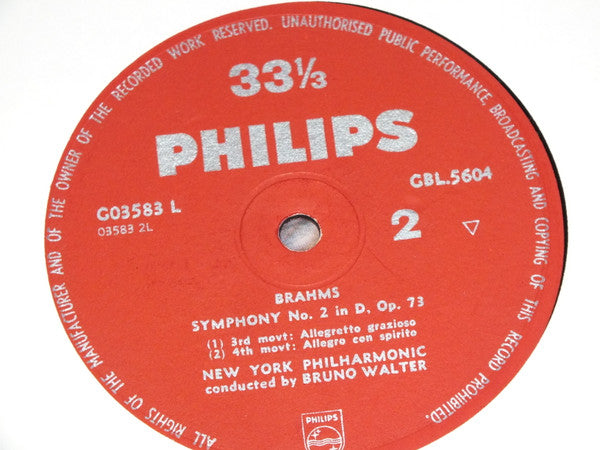 ALL RIGHTS OF THE MANUFACTURER AND OF THE OWNER OF THE RECORDED WORK RESERVED. UNAUTHORISED PUBLIC PERFORMANCE, BROADCASTING AND COPYING OF THIS RECORD PROHIBITED.
33⅓
PHILIPS
G03583 L
03583 2L
GBL.5604
2
BRAHMS
SYMPHONY No. 2 in D, Op. 73
(1) 3rd movt: Allegretto grazioso
(2) 4th movt: Allegro con spirito
NEW YORK PHILHARMONIC
conducted by BRUNO WALTER
PHILIPS